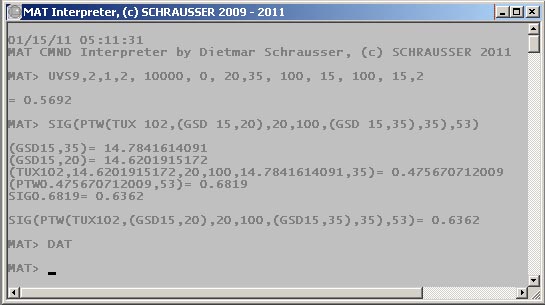 MAT Interpreter, (c) SCHRAUSSER 2009 - 2011
01/15/11 05:11:31
MAT CMND Interpreter by Dietmar Schrausser, (c) SCHRAUSSER 2011
MAT> UVS9,2,1,2, 10000, 0, 20,35, 100, 15, 100, 15,2
= 0.5692
MAT> SIG(PTW(TUX 102,(GSD 15,20),20,100,(GSD 15,35),35),53)
(GSD15,35)= 14.7841614091
(GSD15,20)= 14.6201915172
(TUX102,14.6201915172,20,100,14.7841614091,35)= 0.475670712009
(PTW0.475670712009,53)= 0.6819
SIG0.6819= 0.6362
SIG(PTW(TUX102,(GSD15,20),20,100,(GSD15,35),35),53)= 0.6362
MAT> DAT
MAT>